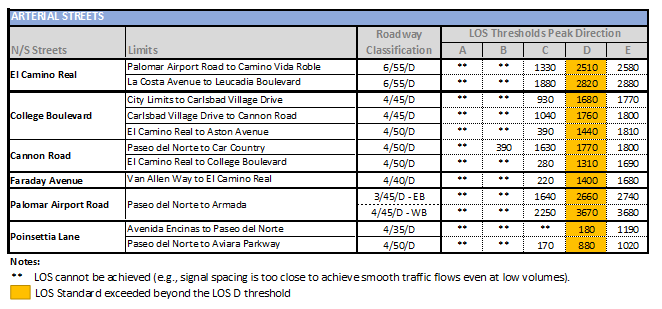 ARTERIAL STREETS
N/S Streets Limits Roadway Classification LOS Thresholds Peak Direction
A B C D E
El Camino Real Palomar Airport Road to Camino Vida Roble 6/55/D ** ** 1330 2510 2580
La Costa Avenue to Leucadia Boulevard 6/55/D ** ** 1880 2820 2880
College Boulevard City Limits to Carlsbad Village Drive 4/45/D ** ** 930 1680 1770
Carlsbad Village Drive to Cannon Road 4/45/D ** ** 1040 1760 1800
El Camino Real to Aston Avenue 4/50/D ** ** 390 1440 1810
Cannon Road Paseo del Norte to Car Country 4/50/D ** 390 1630 1770 1800
El Camino Real to College Boulevard 4/50/D ** ** 280 1310 1690
Faraday Avenue Van Allen Way to El Camino Real 4/40/D ** ** 220 1400 1680
Palomar Airport Road Paseo del Norte to Armada 3/45/D - EB ** ** 1640 2660 2740
4/45/D - WB ** ** 2250 3670 3680
Poinsettia Lane Avenida Encinas to Paseo del Norte 4/35/D ** ** ** 180 1190
Paseo del Norte to Aviara Parkway 4/50/D ** ** 170 880 1020
Notes:
** LOS cannot be achieved (e.g., signal spacing is too close to achieve smooth traffic flows even at low volumes).
LOS Standard exceeded beyond the LOS D threshold